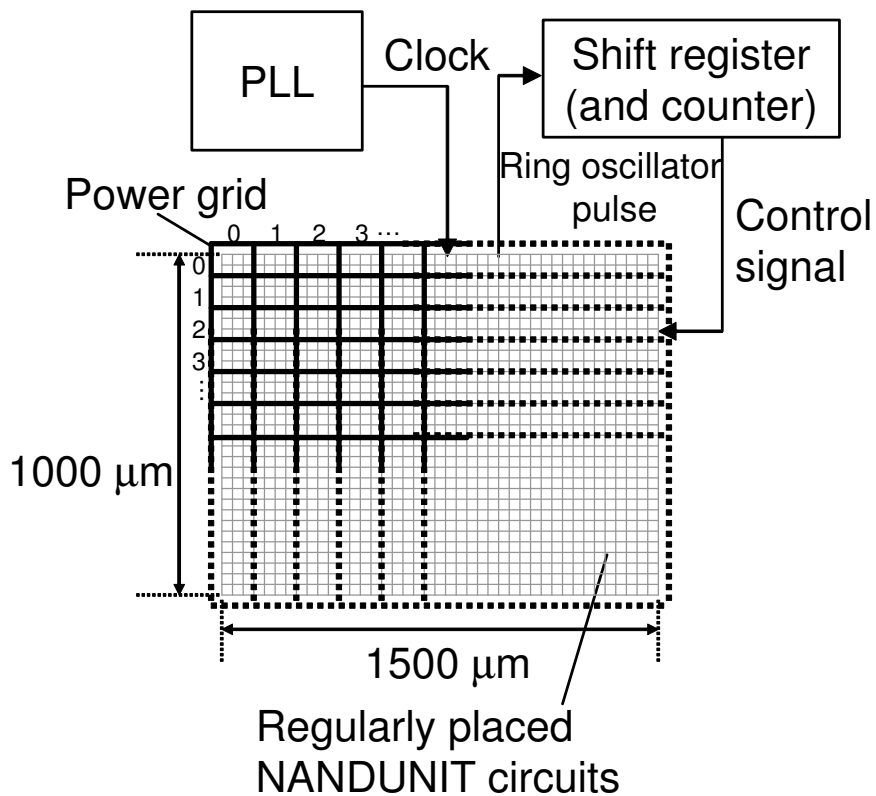 PLL
Clock
Shift register
(and counter)
Ring oscillator
pulse
Control
signal
Power grid
0 1 2 3 ...
0
1
2
3
...
1000 μm
1500 μm
Regularly placed
NANDUNIT circuits